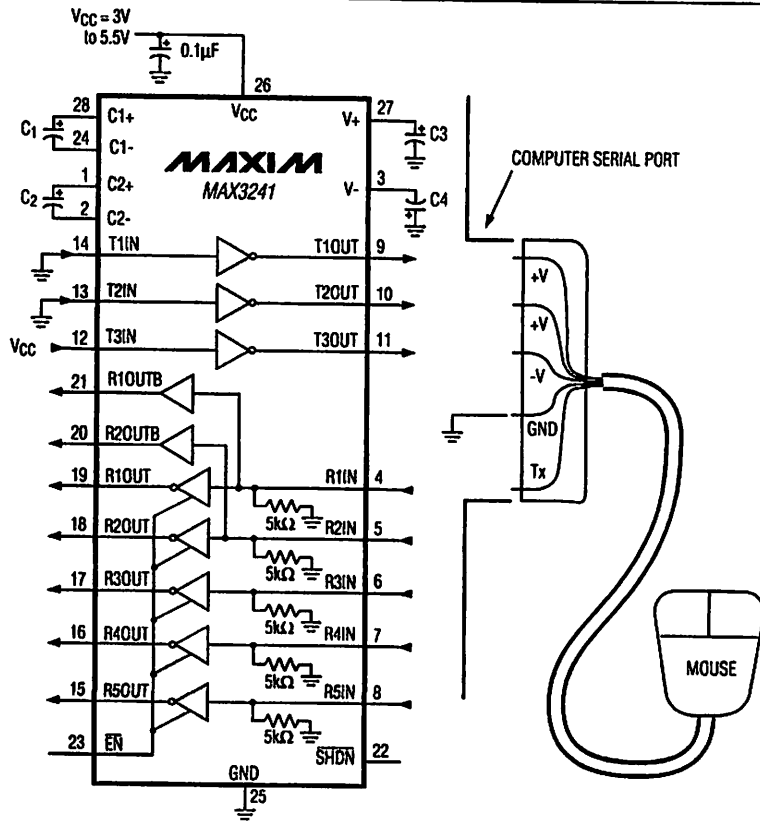 VCC = 3V
to 5.5V
0.1µF
26
VCC
28 C1+
C1
24 C1-
1 C2+
C2
2 C2-
V+ 27
C3
V- 3
C4
MAXIM
MAX3241
14 T1IN T1OUT 9
13 T2IN T2OUT 10
VCC 12 T3IN T3OUT 11
21 R1OUTB
20 R2OUTB
19 R1OUT R1IN 4
5kΩ
18 R2OUT R2IN 5
5kΩ
17 R3OUT R3IN 6
5kΩ
16 R4OUT R4IN 7
5kΩ
15 R5OUT R5IN 8
5kΩ
23 EN
SHDN 22
GND
25
COMPUTER SERIAL PORT
+V
+V
-V
GND
Tx
MOUSE